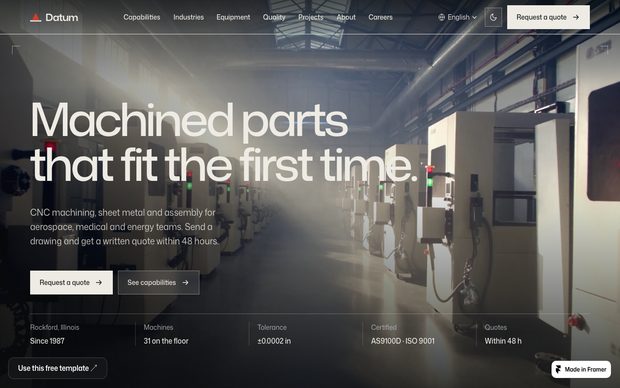 Datum
Capabilities Industries Equipment Quality Projects About Careers
English
Request a quote →
Machined parts
that fit the first time.
CNC machining, sheet metal and assembly for
aerospace, medical and energy teams. Send a
drawing and get a written quote within 48 hours.
Request a quote → See capabilities →
Rockford, Illinois Machines Tolerance Certified Quotes
Since 1987 31 on the floor ±0.0002 in AS9100D · ISO 9001 Within 48 h
Use this free template ↗
Made in Framer